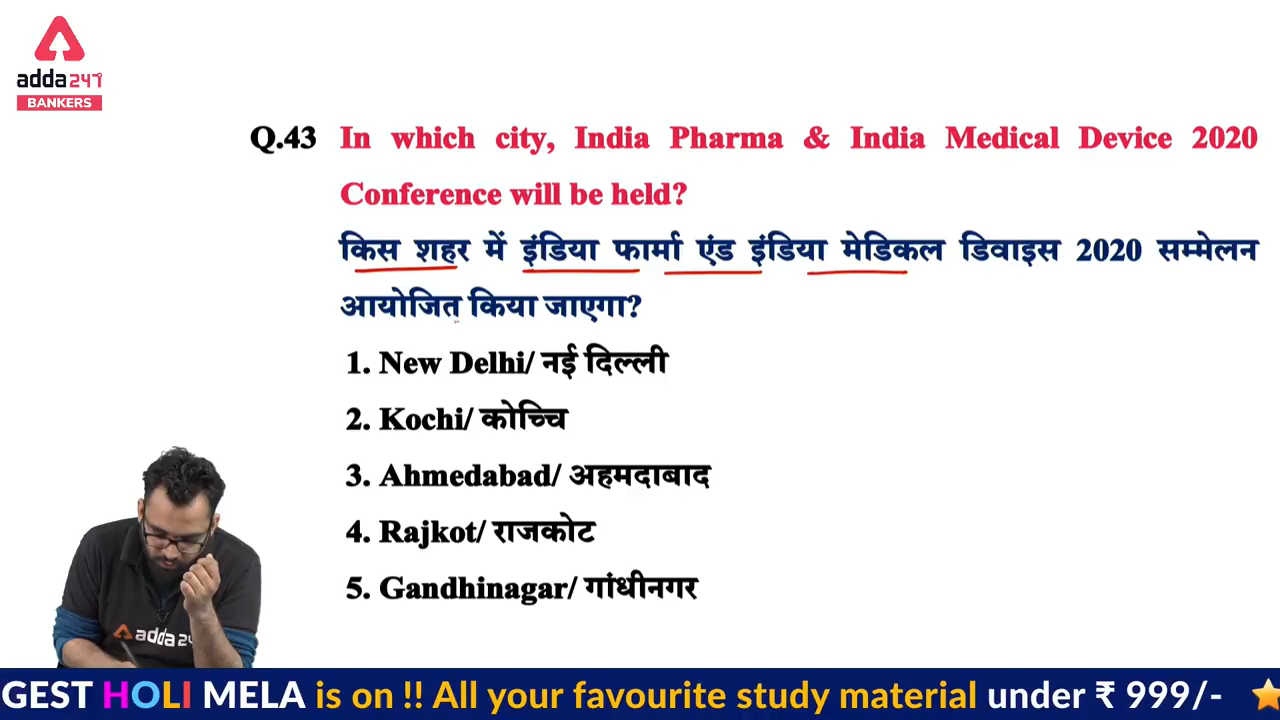 adda247
BANKERS
Q.43 In which city, India Pharma & India Medical Device 2020
Conference will be held?
किस शहर में इंडिया फार्मा एंड इंडिया मेडिकल डिवाइस 2020 सम्मेलन
आयोजित किया जाएगा?
1. New Delhi/ नई दिल्ली
2. Kochi/ कोच्चि
3. Ahmedabad/ अहमदाबाद
4. Rajkot/ राजकोट
5. Gandhinagar/ गांधीनगर
adda24
GEST HOLI MELA is on !! All your favourite study material under ₹ 999/-